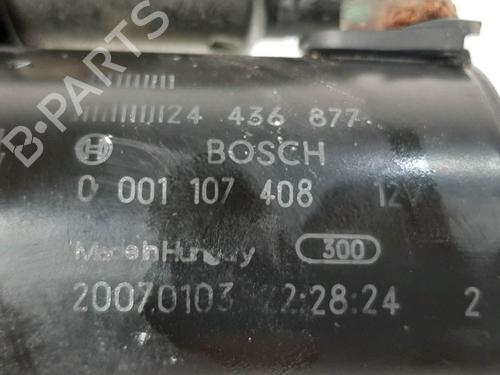 24 436 877
BOSCH
0 001 107 408 12V
Made in Hungary 300
20070103 22:28:24 2
B-PARTS